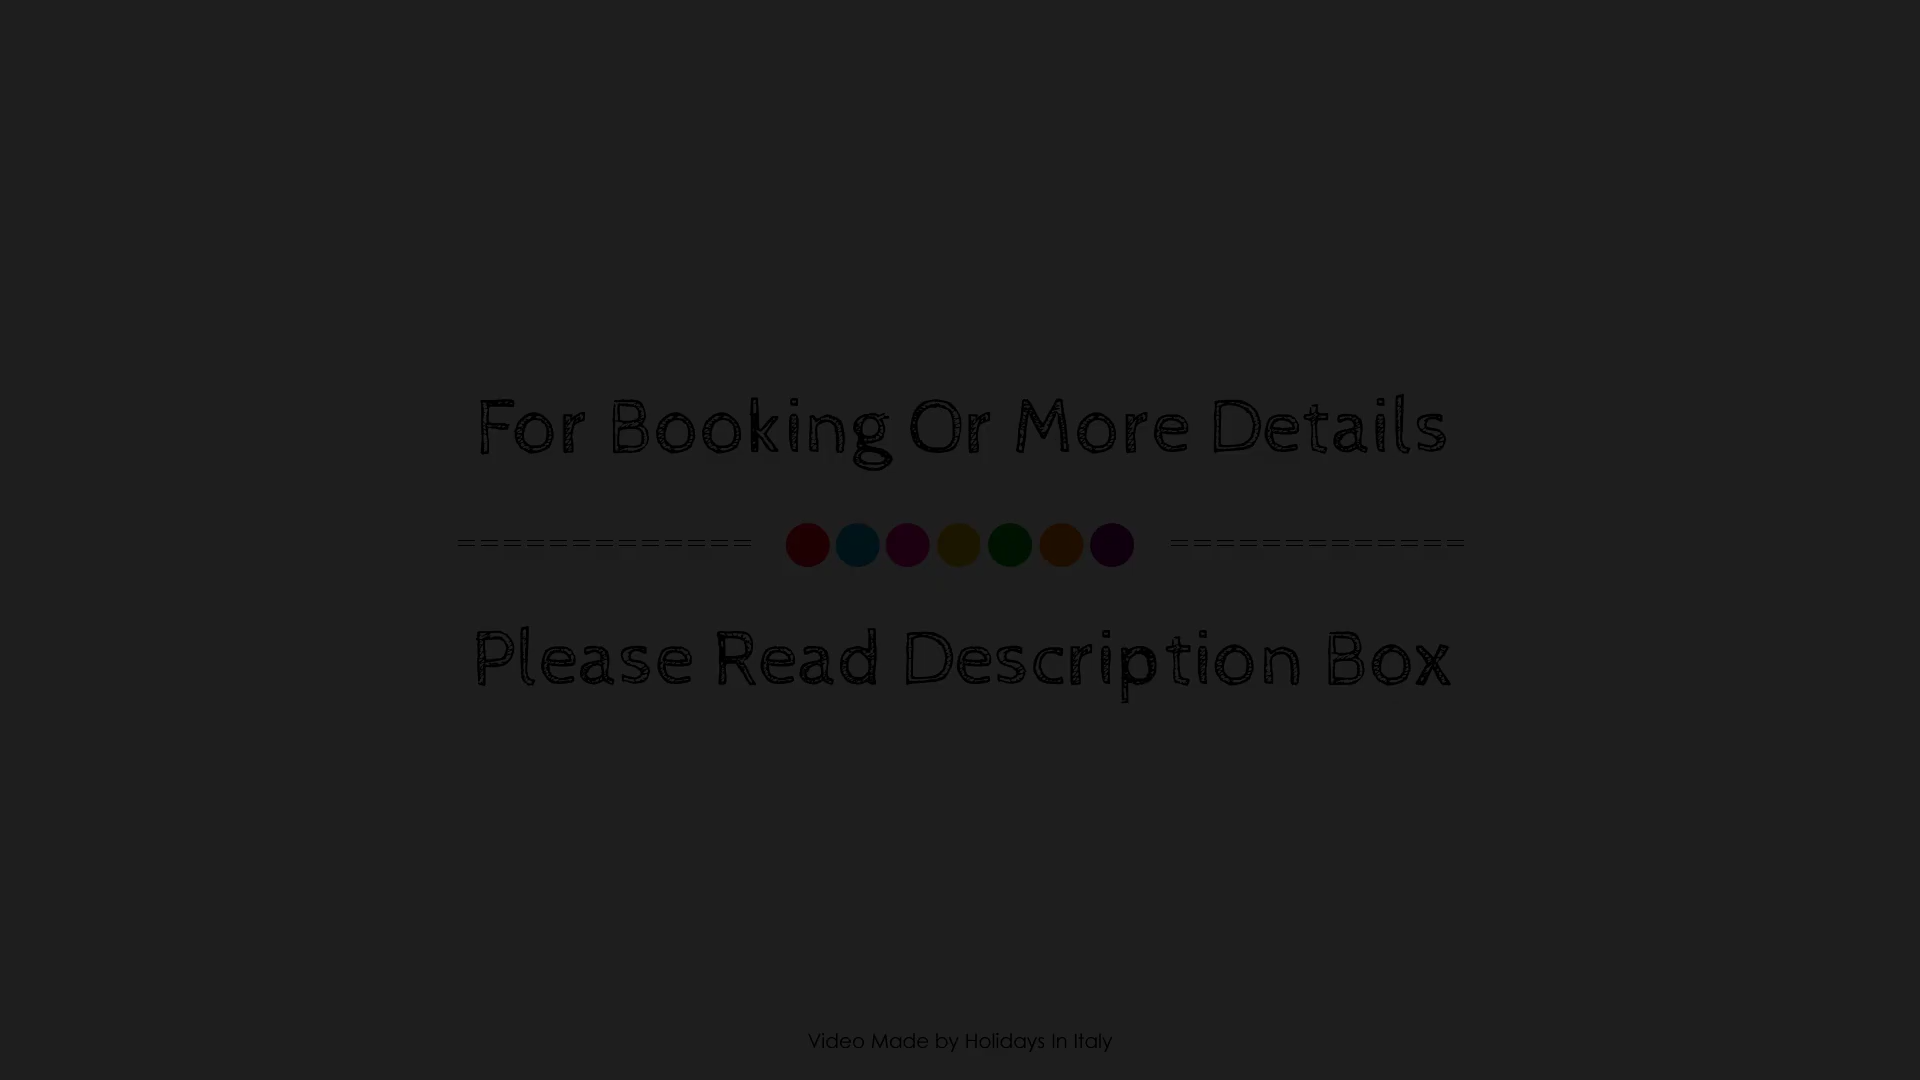 For Booking Or More Details
============= =============
Please Read Description Box
Video Made by Holidays In Italy